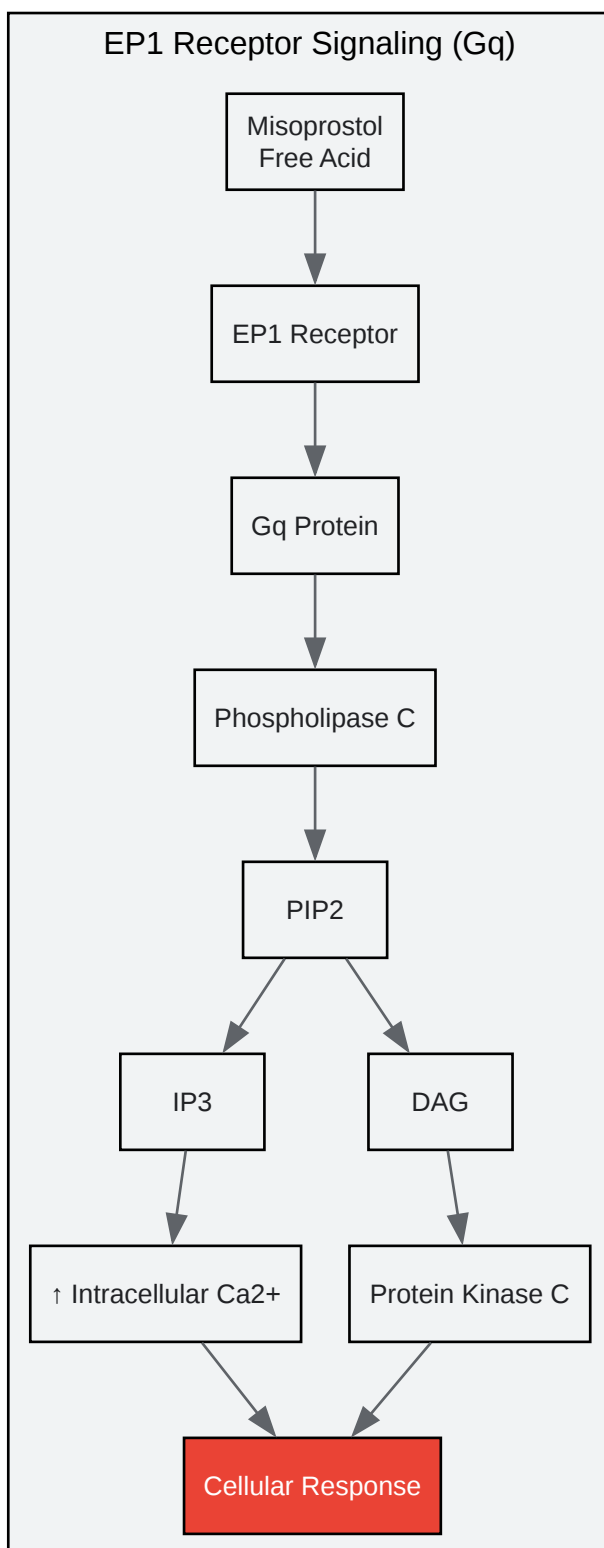 EP1 Receptor Signaling (Gq)
Misoprostol
Free Acid
EP1 Receptor
Gq Protein
Phospholipase C
PIP2
IP3
DAG
↑ Intracellular Ca2+
Protein Kinase C
Cellular Response